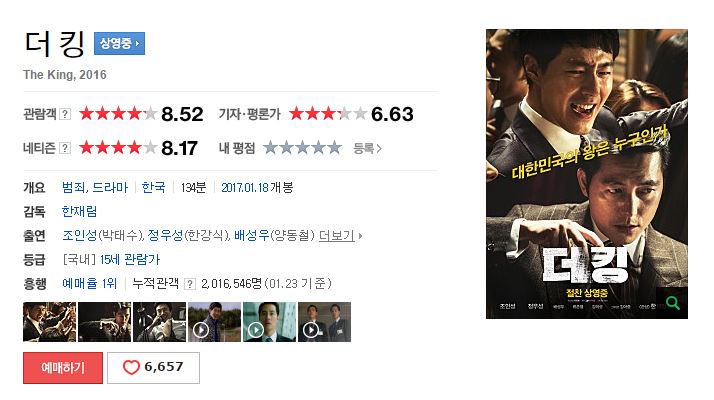 더 킹 상영중
The King, 2016
관람객 ? 8.52 기자·평론가 ? 6.63
네티즌 ? 8.17 내 평점 등록
개요 범죄, 드라마 한국 134분 2017.01.18 개봉
감독 한재림
출연 조인성(박태수), 정우성(한강식), 배성우(양동철) 더보기
등급 [국내] 15세 관람가
흥행 예매율 1위 누적관객 ? 2,016,546명 (01.23 기준)
예매하기 6,657
대한민국의 왕은 누구인가
더킹
절찬 상영중
조인성 정우성